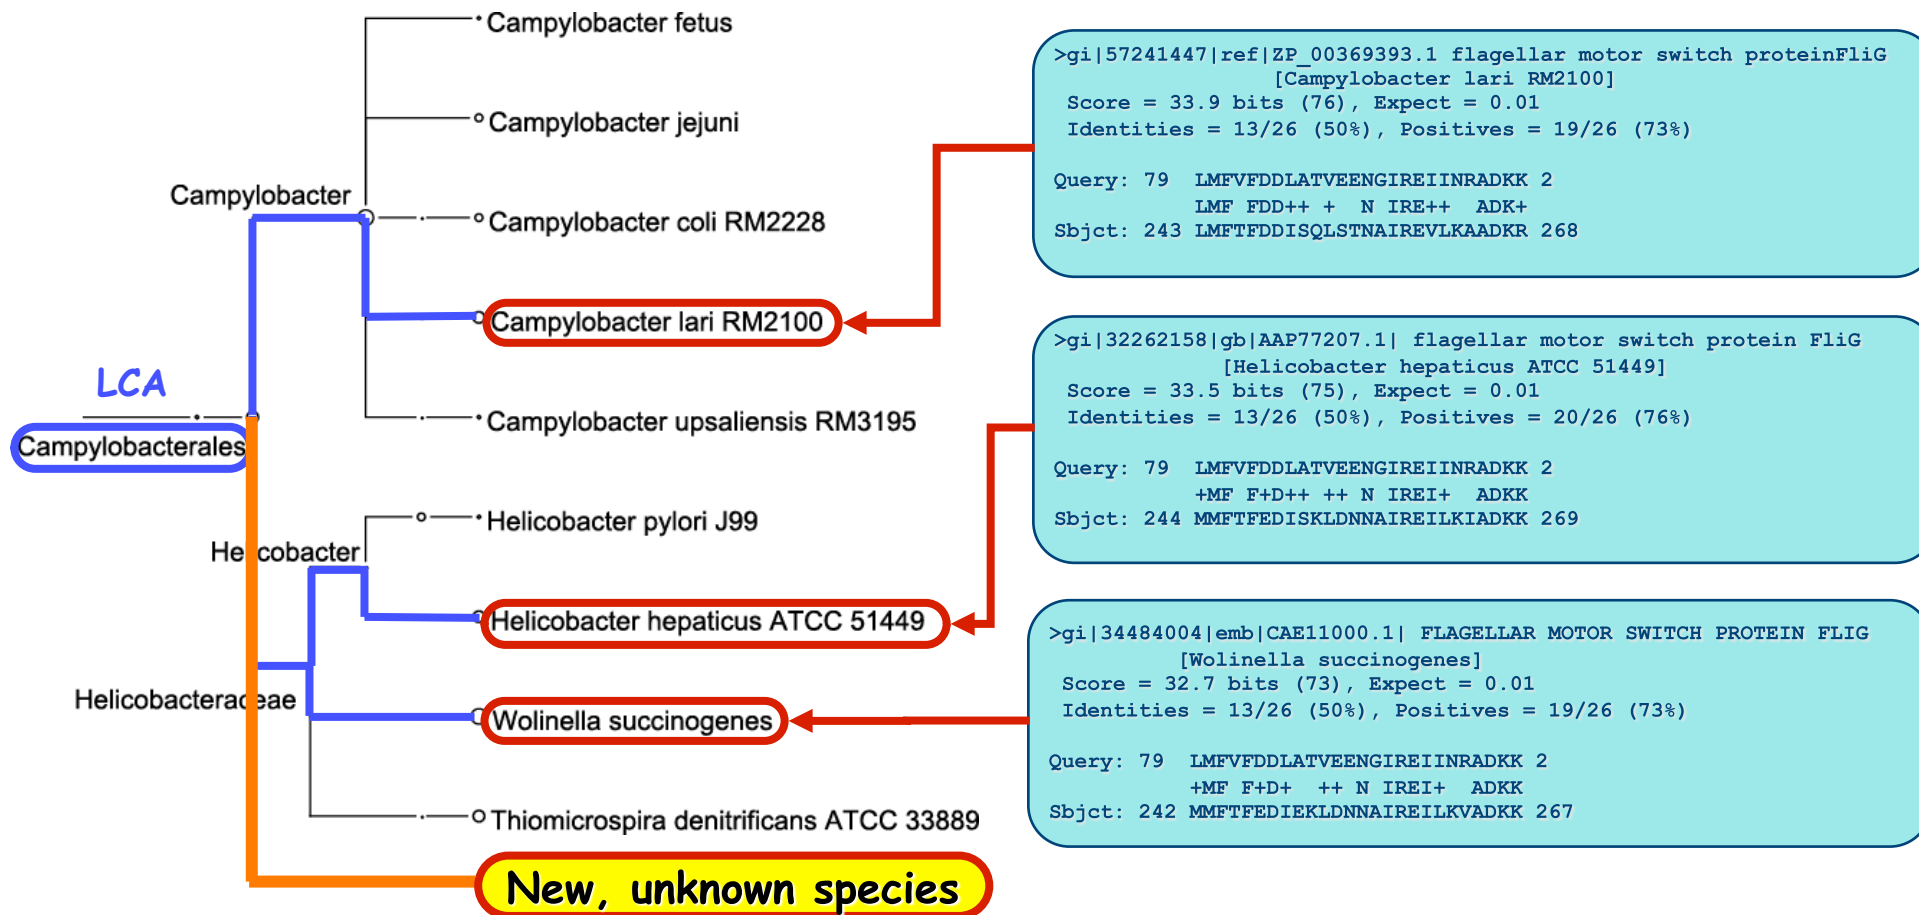 Campylobacter fetus
Campylobacter jejuni
Campylobacter
Campylobacter coli RM2228
Campylobacter lari RM2100
LCA
Campylobacter upsaliensis RM3195
Campylobacterales
Helicobacter pylori J99
Helicobacter
Helicobacter hepaticus ATCC 51449
Helicobacteraceae
Wolinella succinogenes
Thiomicrospira denitrificans ATCC 33889
New, unknown species
>gi|57241447|ref|ZP_00369393.1 flagellar motor switch proteinFliG
[Campylobacter lari RM2100]
Score = 33.9 bits (76), Expect = 0.01
Identities = 13/26 (50%), Positives = 19/26 (73%)
Query: 79 LMFVFDDLATVEENGIREIINRADKK 2
LMF FDD++ + N IRE++ ADK+
Sbjct: 243 LMFTFDDISQLSTNAIREVLKAADKR 268
>gi|32262158|gb|AAP77207.1| flagellar motor switch protein FliG
[Helicobacter hepaticus ATCC 51449]
Score = 33.5 bits (75), Expect = 0.01
Identities = 13/26 (50%), Positives = 20/26 (76%)
Query: 79 LMFVFDDLATVEENGIREIINRADKK 2
+MF F+D++ ++ N IREI+ ADKK
Sbjct: 244 MMFTFEDISKLDNNAIREILKIADKK 269
>gi|34484004|emb|CAE11000.1| FLAGELLAR MOTOR SWITCH PROTEIN FLIG
[Wolinella succinogenes]
Score = 32.7 bits (73), Expect = 0.01
Identities = 13/26 (50%), Positives = 19/26 (73%)
Query: 79 LMFVFDDLATVEENGIREIINRADKK 2
+MF F+D+ ++ N IREI+ ADKK
Sbjct: 242 MMFTFEDIEKLDNNAIREILKVADKK 267